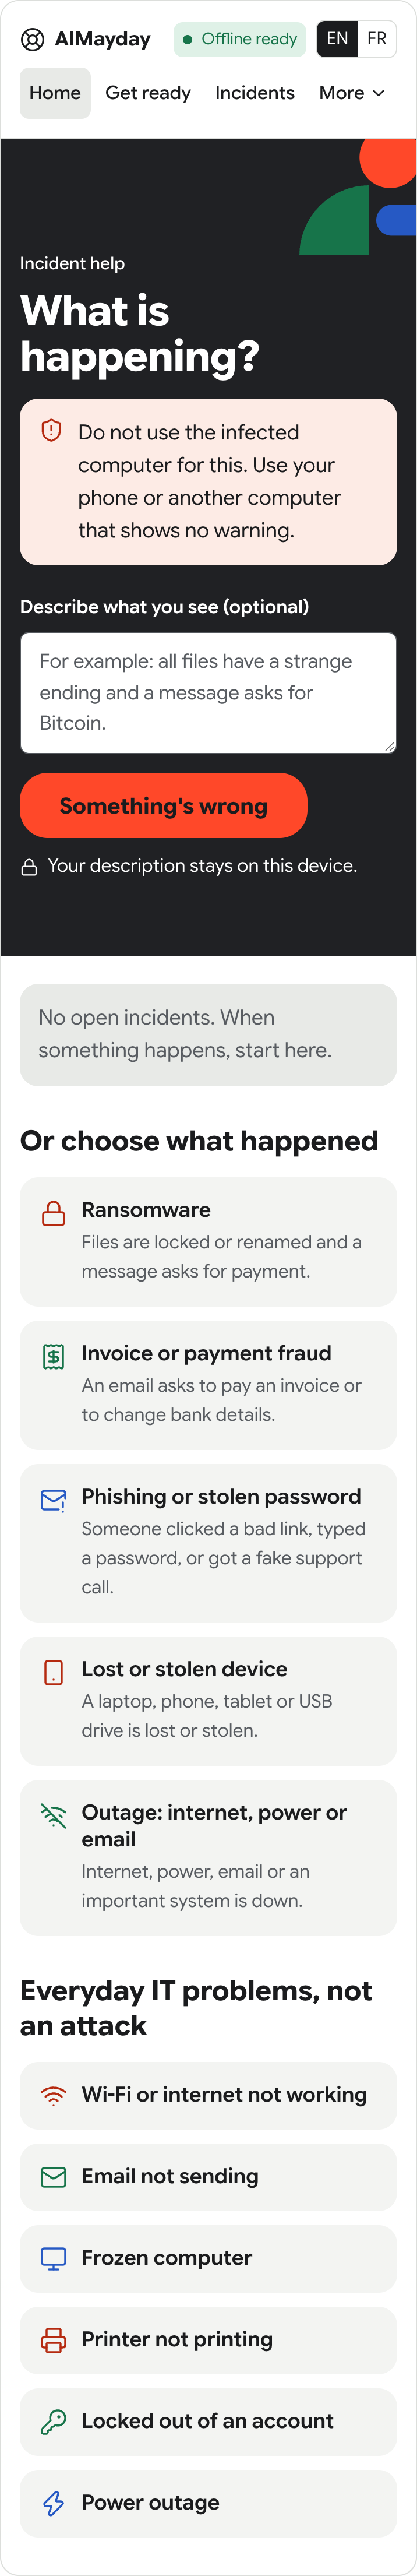 AIMayday
Offline ready
EN FR
Home Get ready Incidents More
Incident help
What is
happening?
Do not use the infected
computer for this. Use your
phone or another computer
that shows no warning.
Describe what you see (optional)
For example: all files have a strange
ending and a message asks for
Bitcoin.
Something's wrong
Your description stays on this device.
No open incidents. When
something happens, start here.
Or choose what happened
Ransomware
Files are locked or renamed and a
message asks for payment.
Invoice or payment fraud
An email asks to pay an invoice or
to change bank details.
Phishing or stolen password
Someone clicked a bad link, typed
a password, or got a fake support
call.
Lost or stolen device
A laptop, phone, tablet or USB
drive is lost or stolen.
Outage: internet, power or
email
Internet, power, email or an
important system is down.
Everyday IT problems, not
an attack
Wi-Fi or internet not working
Email not sending
Frozen computer
Printer not printing
Locked out of an account
Power outage